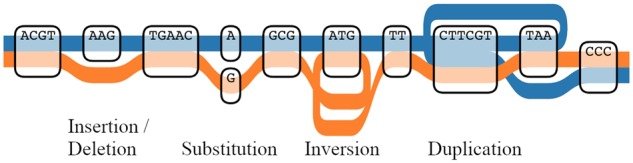 ACGT AAG TGAAC A GCG ATG TT CTTCGT TAA
CCC
G
Insertion /
Deletion Substitution Inversion Duplication